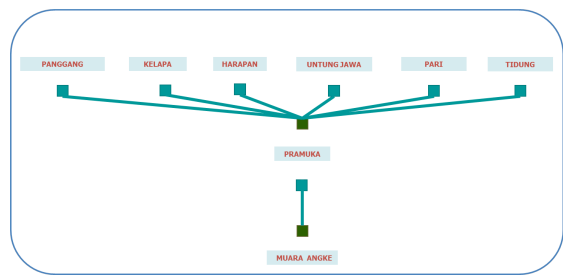 PANGGANG
KELAPA
HARAPAN
UNTUNG JAWA
PARI
TIDUNG
PRAMUKA
MUARA ANGKE